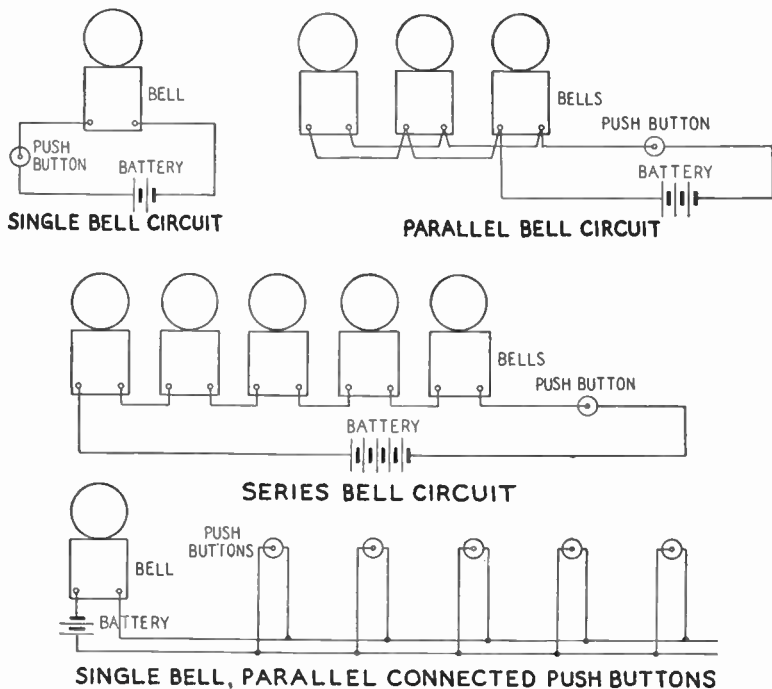 BELL
PUSH
BUTTON
BATTERY
SINGLE BELL CIRCUIT
BELLS
PUSH BUTTON
BATTERY
PARALLEL BELL CIRCUIT
BELLS
PUSH BUTTON
BATTERY
SERIES BELL CIRCUIT
PUSH
BUTTONS
BELL
BATTERY
SINGLE BELL, PARALLEL CONNECTED PUSH BUTTONS